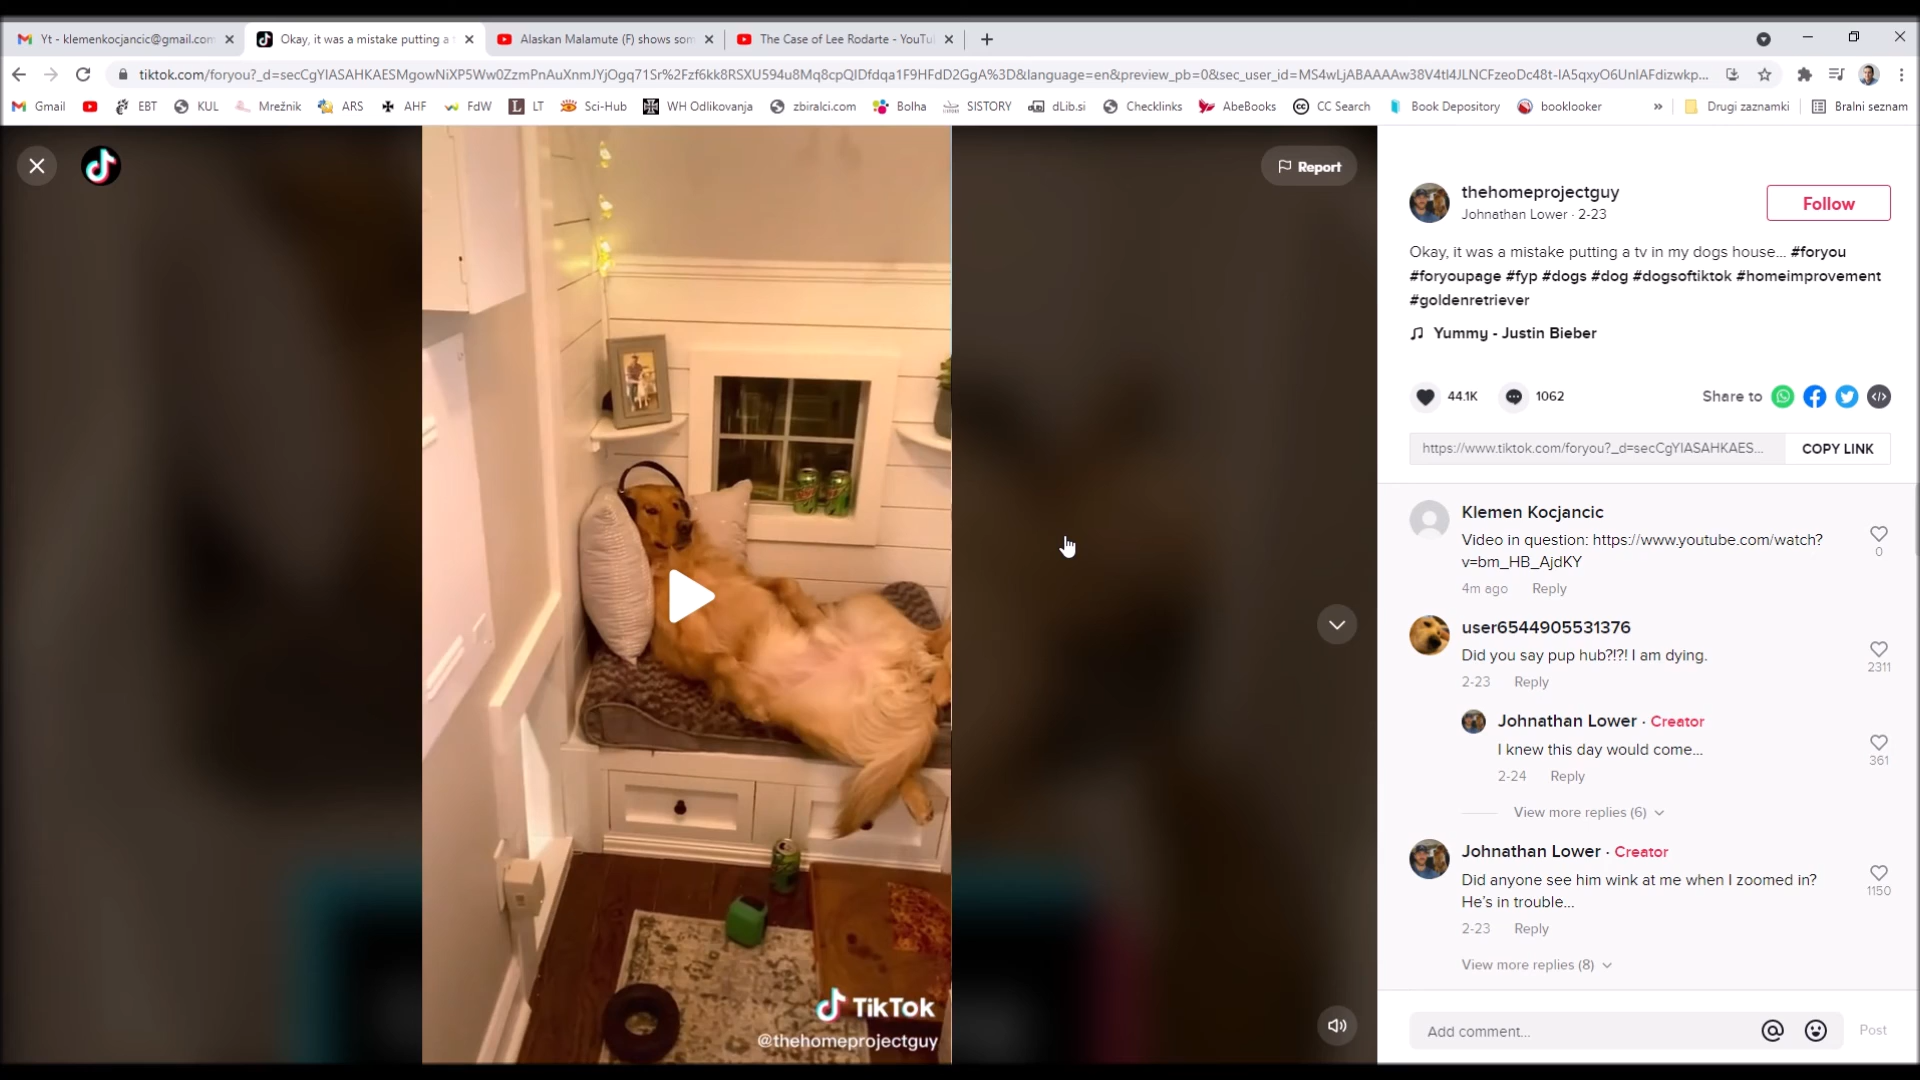 Yt - klemenkocjancic@gmail.com
Okay, it was a mistake putting a
Alaskan Malamute (F) shows som
The Case of Lee Rodarte - YouTu
tiktok.com/foryou?_d=secCgYIASAHKAESMgowNiXP5Ww0ZzmPnAuXnmJYjOgq71Sr%2Fzf6kk8RSXU594u8Mq8cpQIDfdqa1F9HFdD2GgA%3D&language=en&preview_pb=0&sec_user_id=MS4wLjABAAAAw38V4tI4JLNCFzeoDc48t-IA5qxyO6UnIAFdizwkp...
Gmail EBT KUL Mrežnik ARS AHF FdW LT Sci-Hub WH Odlikovanja zbiralci.com Bolha SISTORY dLib.si Checklinks AbeBooks CC Search Book Depository booklooker » Drugi zaznamki Bralni seznam
Report
thehomeprojectguy
Johnathan Lower · 2-23
Follow
Okay, it was a mistake putting a tv in my dogs house... #foryou
#foryoupage #fyp #dogs #dog #dogsoftiktok #homeimprovement
#goldenretriever
Yummy - Justin Bieber
44.1K 1062 Share to
https://www.tiktok.com/foryou?_d=secCgYIASAHKAES... COPY LINK
Klemen Kocjancic
Video in question: https://www.youtube.com/watch?
v=bm_HB_AjdKY
0
4m ago Reply
user6544905531376
Did you say pup hub?!?! I am dying.
2311
2-23 Reply
Johnathan Lower · Creator
I knew this day would come...
361
2-24 Reply
View more replies (6)
Johnathan Lower · Creator
Did anyone see him wink at me when I zoomed in?
He's in trouble...
1150
2-23 Reply
View more replies (8)
Add comment... Post
TikTok
@thehomeprojectguy